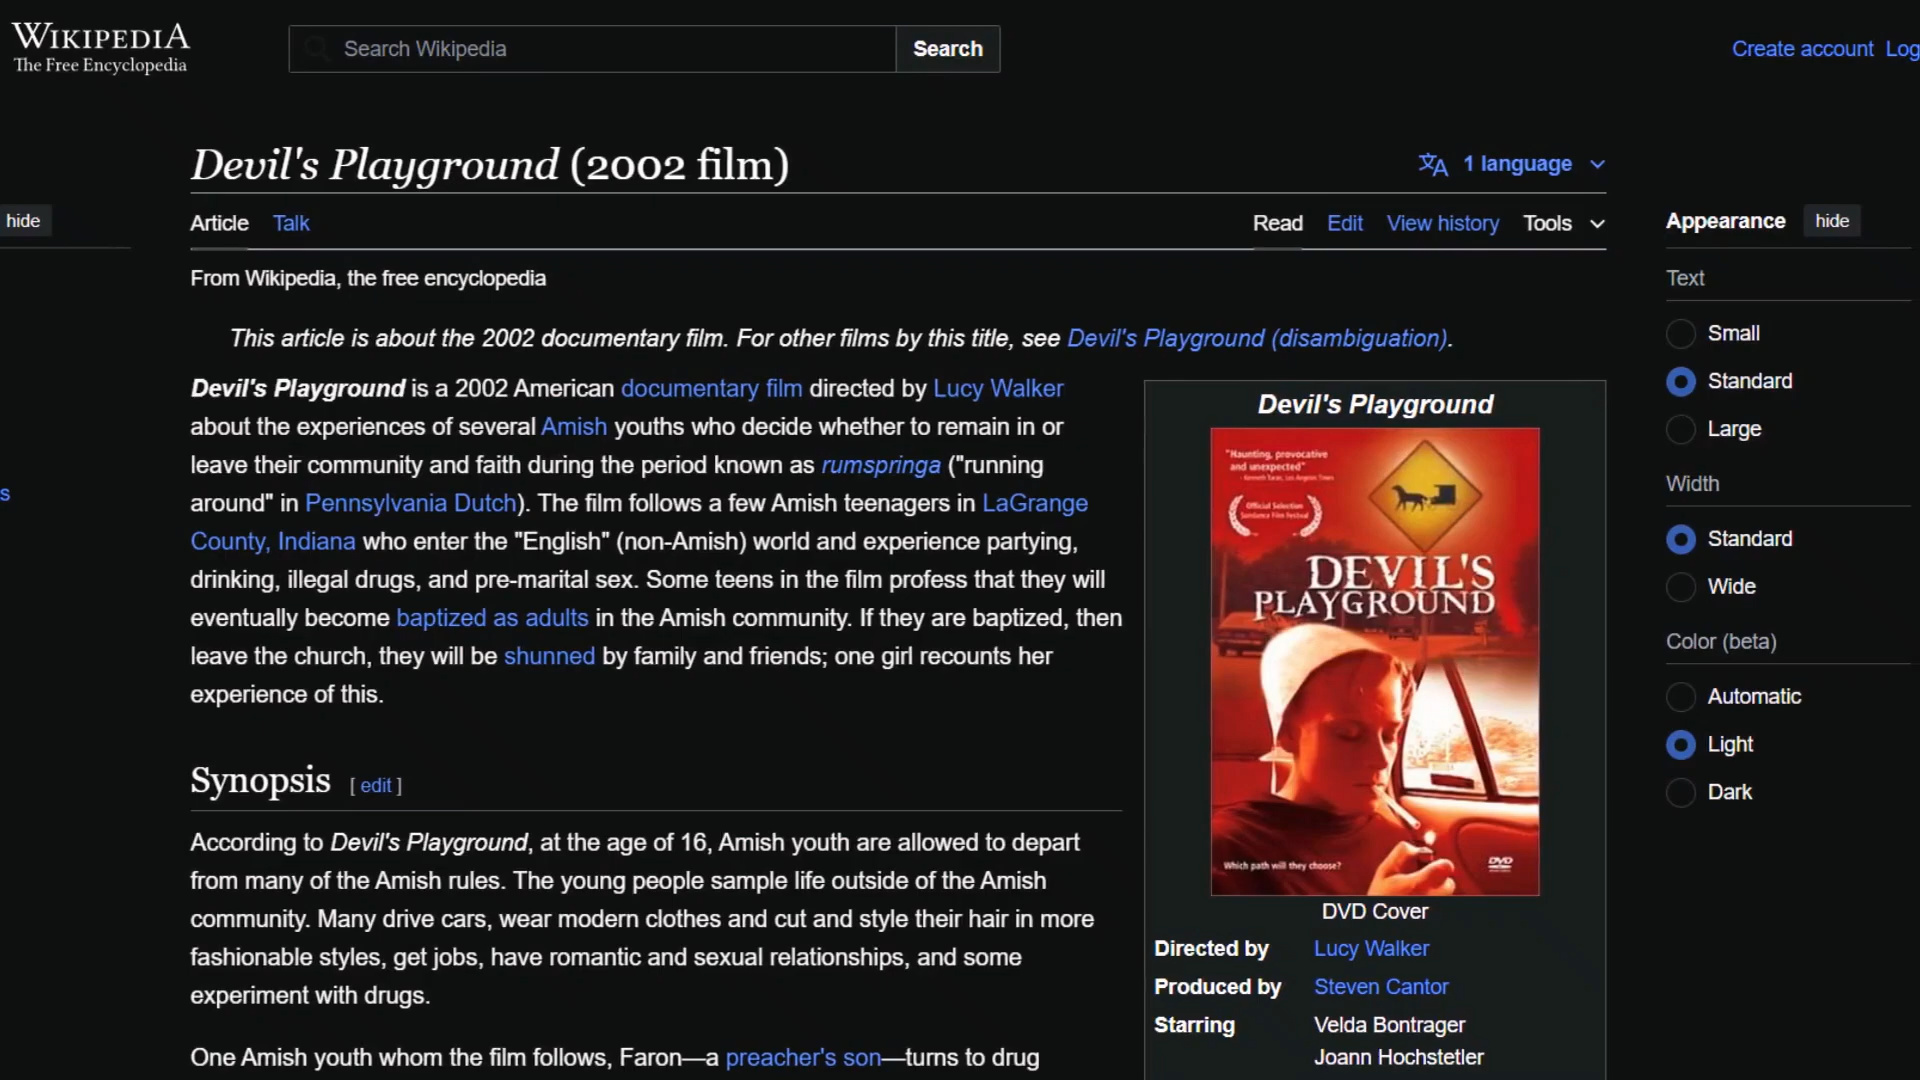 WIKIPEDIA
The Free Encyclopedia
Search Wikipedia
Search
Create account Log
Devil's Playground (2002 film)
1 language
hide
Article Talk
Read Edit View history Tools
Appearance hide
From Wikipedia, the free encyclopedia
Text
This article is about the 2002 documentary film. For other films by this title, see Devil's Playground (disambiguation).
Small
Standard
Large
Width
Standard
Wide
Color (beta)
Automatic
Light
Dark
s
Devil's Playground is a 2002 American documentary film directed by Lucy Walker
about the experiences of several Amish youths who decide whether to remain in or
leave their community and faith during the period known as rumspringa ("running
around" in Pennsylvania Dutch). The film follows a few Amish teenagers in LaGrange
County, Indiana who enter the "English" (non-Amish) world and experience partying,
drinking, illegal drugs, and pre-marital sex. Some teens in the film profess that they will
eventually become baptized as adults in the Amish community. If they are baptized, then
leave the church, they will be shunned by family and friends; one girl recounts her
experience of this.
Synopsis [ edit ]
According to Devil's Playground, at the age of 16, Amish youth are allowed to depart
from many of the Amish rules. The young people sample life outside of the Amish
community. Many drive cars, wear modern clothes and cut and style their hair in more
fashionable styles, get jobs, have romantic and sexual relationships, and some
experiment with drugs.
One Amish youth whom the film follows, Faron—a preacher's son—turns to drug
Devil's Playground
"Haunting, provocative
and unexpected"
- Kenneth Turan, Los Angeles Times
Official Selection
Sundance Film Festival
DEVIL'S
PLAYGROUND
Which path will they choose?
DVD
DVD Cover
Directed by Lucy Walker
Produced by Steven Cantor
Starring Velda Bontrager
Joann Hochstetler